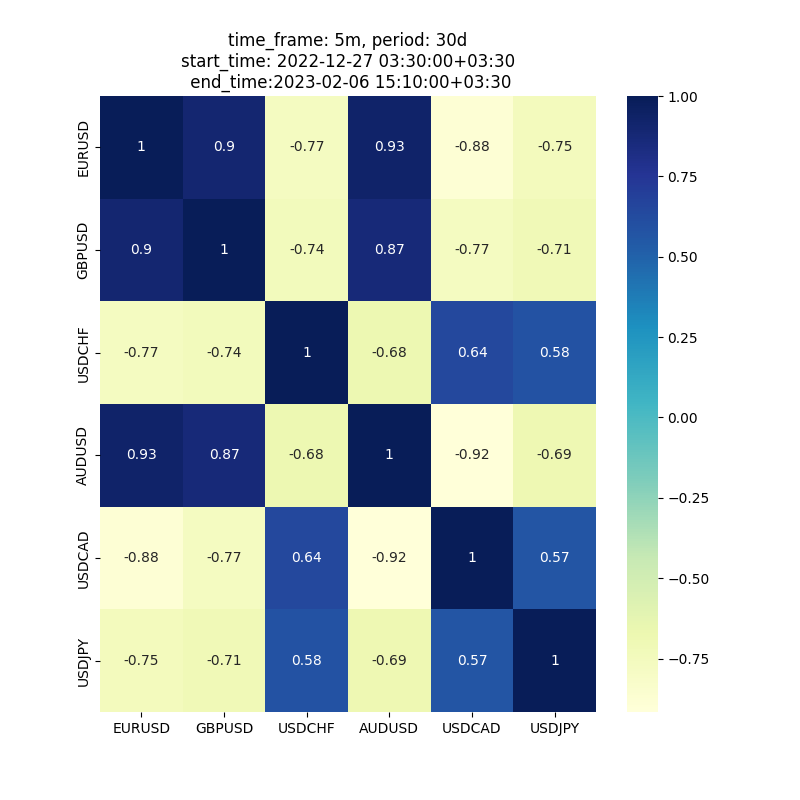 time_frame: 5m, period: 30d
start_time: 2022-12-27 03:30:00+03:30
end_time:2023-02-06 15:10:00+03:30
EURUSD 1 0.9 -0.77 0.93 -0.88 -0.75
GBPUSD 0.9 1 -0.74 0.87 -0.77 -0.71
USDCHF -0.77 -0.74 1 -0.68 0.64 0.58
AUDUSD 0.93 0.87 -0.68 1 -0.92 -0.69
USDCAD -0.88 -0.77 0.64 -0.92 1 0.57
USDJPY -0.75 -0.71 0.58 -0.69 0.57 1
EURUSD GBPUSD USDCHF AUDUSD USDCAD USDJPY
1.00
0.75
0.50
0.25
0.00
−0.25
−0.50
−0.75